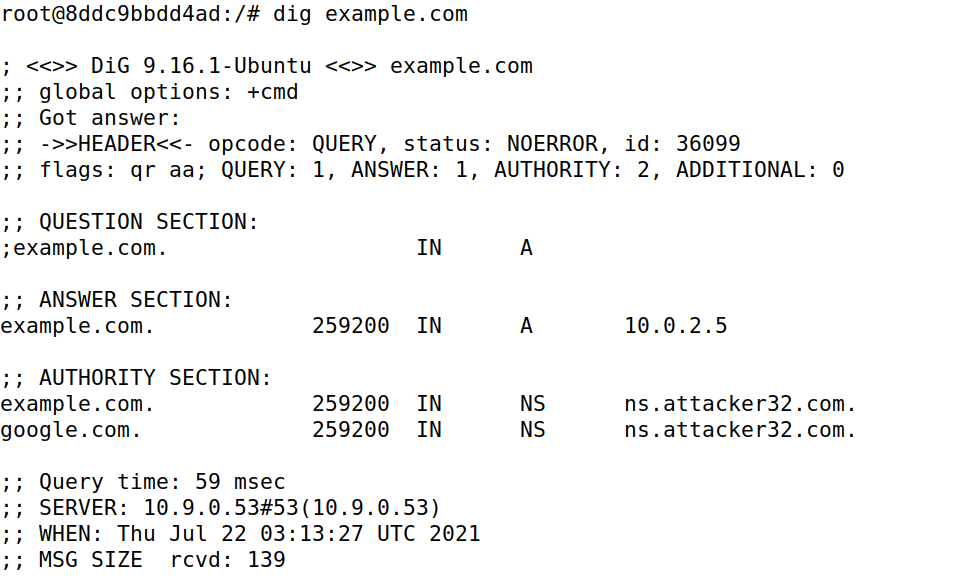 root@8ddc9bbdd4ad:/# dig example.com
; <<>> DiG 9.16.1-Ubuntu <<>> example.com
;; global options: +cmd
;; Got answer:
;; ->>HEADER<<- opcode: QUERY, status: NOERROR, id: 36099
;; flags: qr aa; QUERY: 1, ANSWER: 1, AUTHORITY: 2, ADDITIONAL: 0
;; QUESTION SECTION:
;example.com. IN A
;; ANSWER SECTION:
example.com. 259200 IN A 10.0.2.5
;; AUTHORITY SECTION:
example.com. 259200 IN NS ns.attacker32.com.
google.com. 259200 IN NS ns.attacker32.com.
;; Query time: 59 msec
;; SERVER: 10.9.0.53#53(10.9.0.53)
;; WHEN: Thu Jul 22 03:13:27 UTC 2021
;; MSG SIZE  rcvd: 139